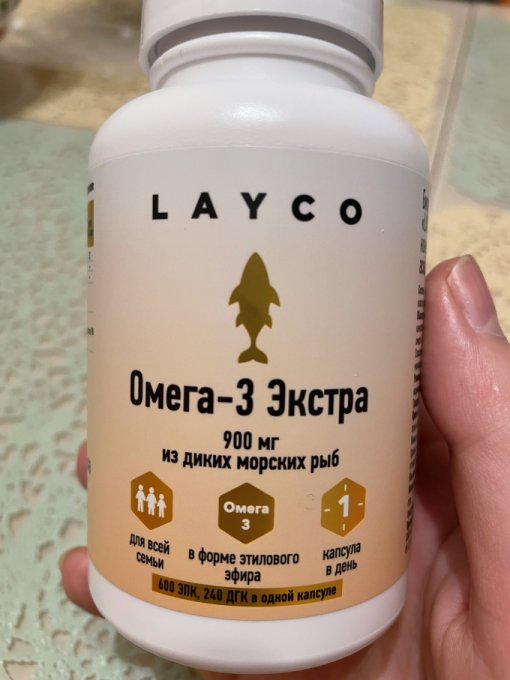 LAYCO
Омега-3 Экстра
900 мг
из диких морских рыб
для всей
семьи
Омега
3
в форме этилового
эфира
1
капсула
в день
600 ЭПК, 240 ДГК в одной капсуле